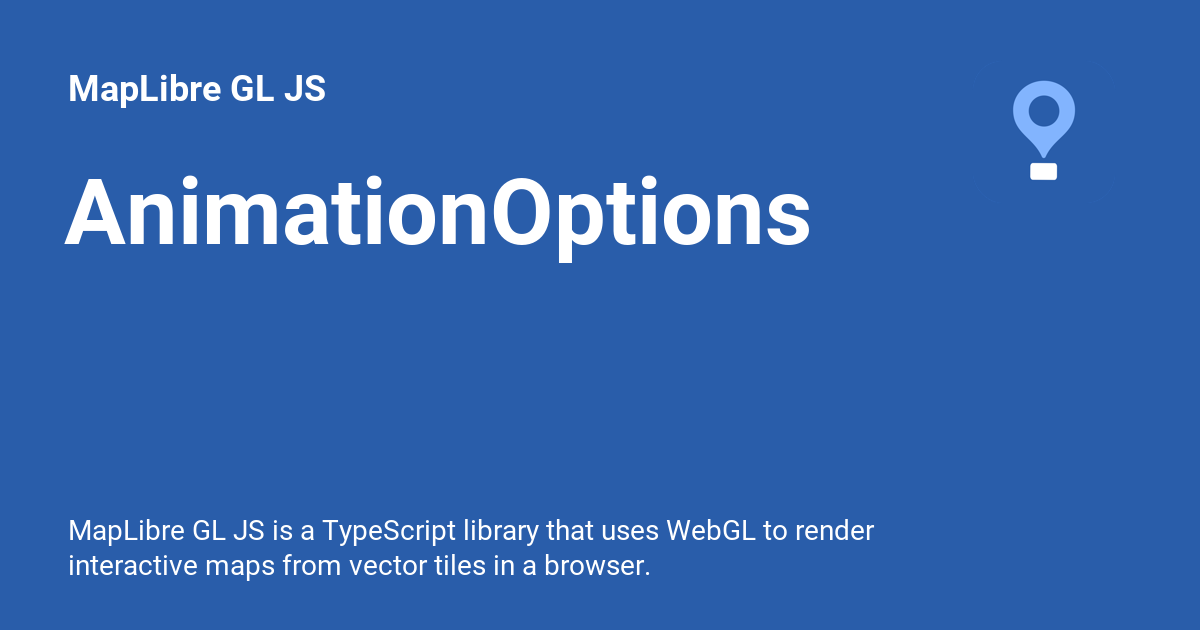 MapLibre GL JS
AnimationOptions
MapLibre GL JS is a TypeScript library that uses WebGL to render
interactive maps from vector tiles in a browser.